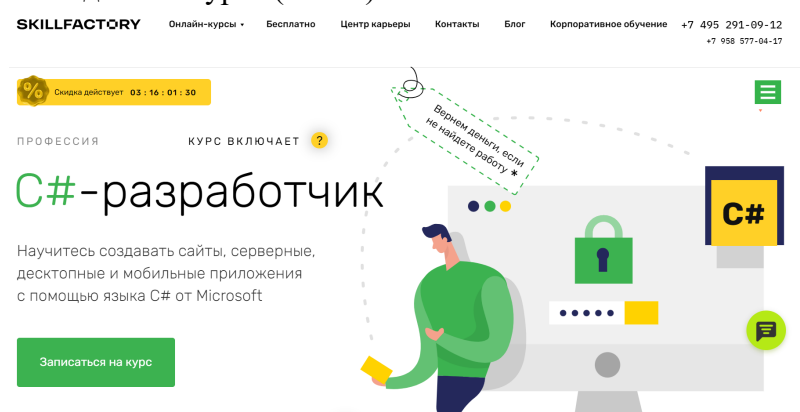 SKILLFACTORY
Онлайн-курсы Бесплатно Центр карьеры Контакты Блог Корпоративное обучение +7 495 291-09-12
+7 958 577-04-17
% Скидка действует 03 : 16 : 01 : 30
Вернем деньги, если
не найдете работу *
ПРОФЕССИЯ КУРС ВКЛЮЧАЕТ ?
C#-разработчик
C#
Научитесь создавать сайты, серверные,
десктопные и мобильные приложения
с помощью языка C# от Microsoft
Записаться на курс